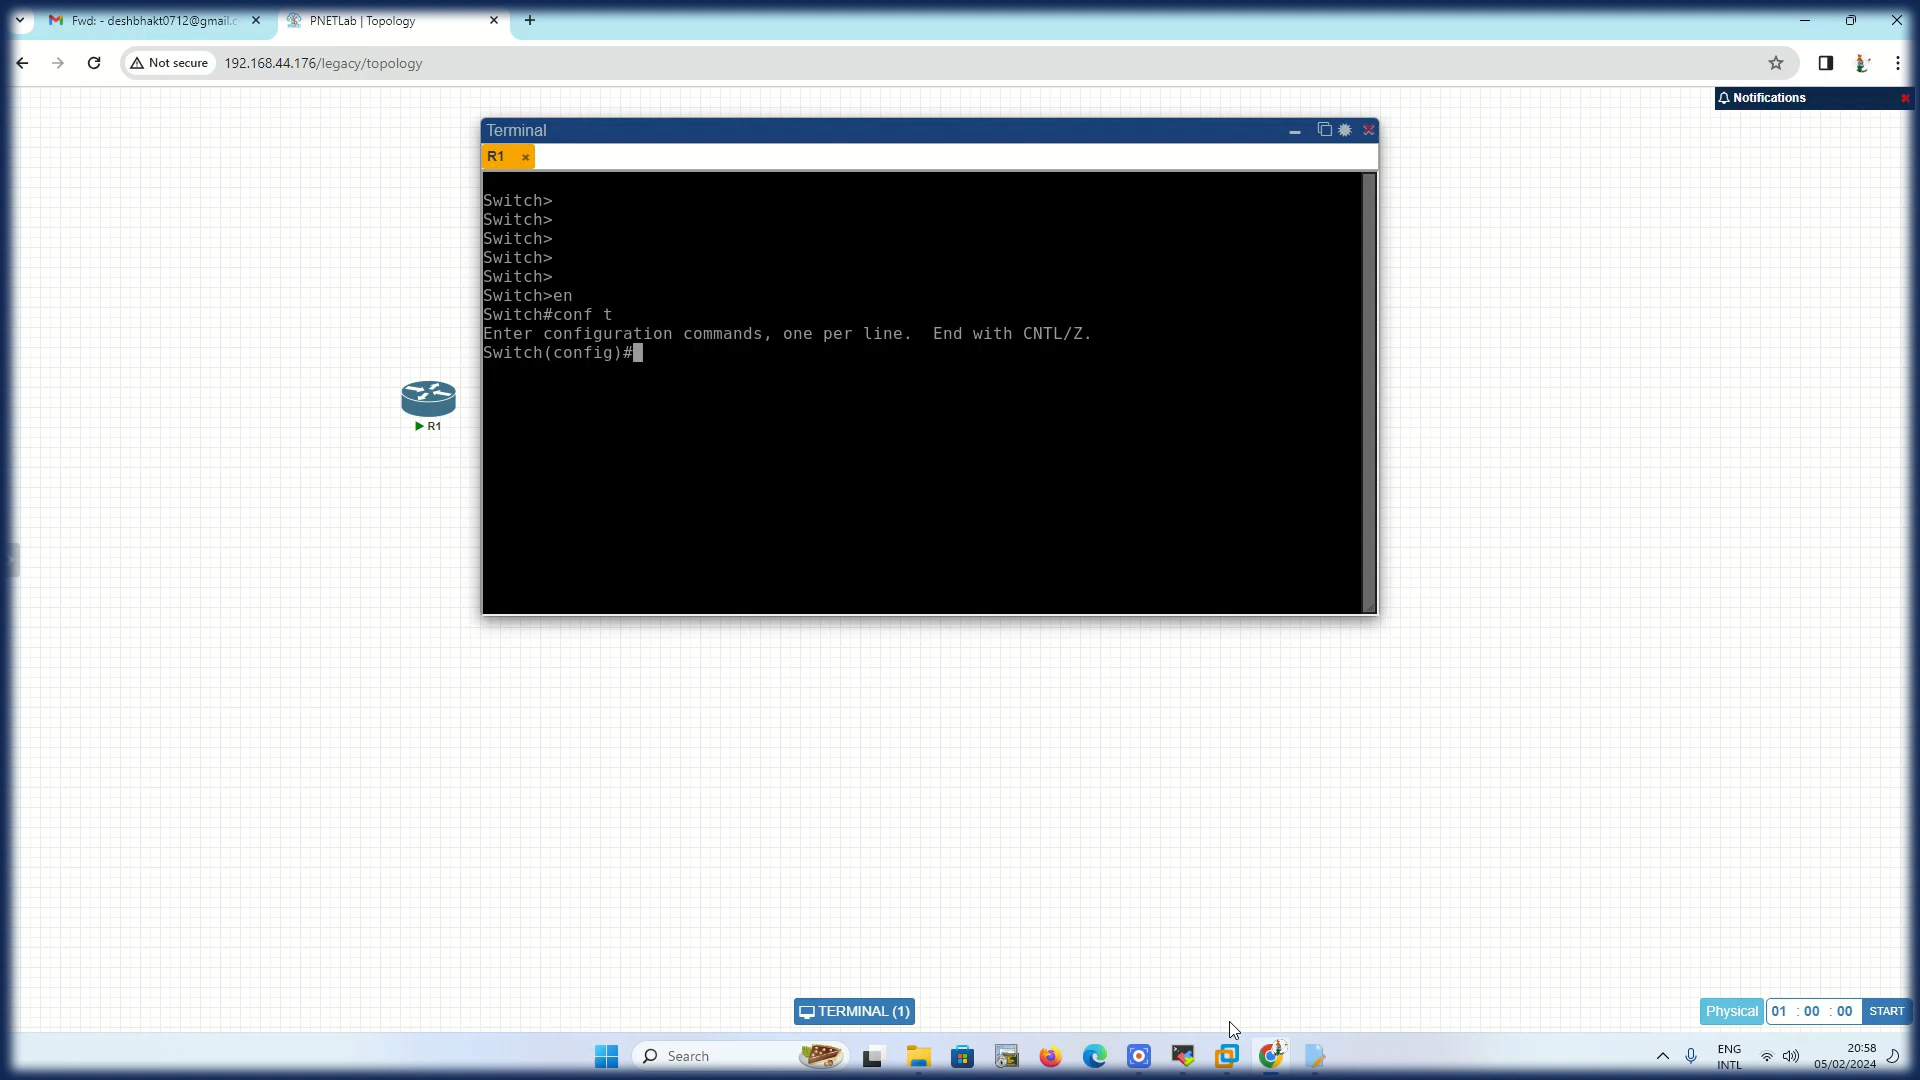 Fwd: - deshbhakt0712@gmail.c
PNETLab | Topology
Not secure
192.168.44.176/legacy/topology
Notifications
Terminal
R1
Switch>
Switch>
Switch>
Switch>
Switch>
Switch>en
Switch#conf t
Enter configuration commands, one per line.  End with CNTL/Z.
Switch(config)#
R1
TERMINAL (1)
Physical
01 : 00 : 00
START
Search
ENG
INTL
20:58
05/02/2024